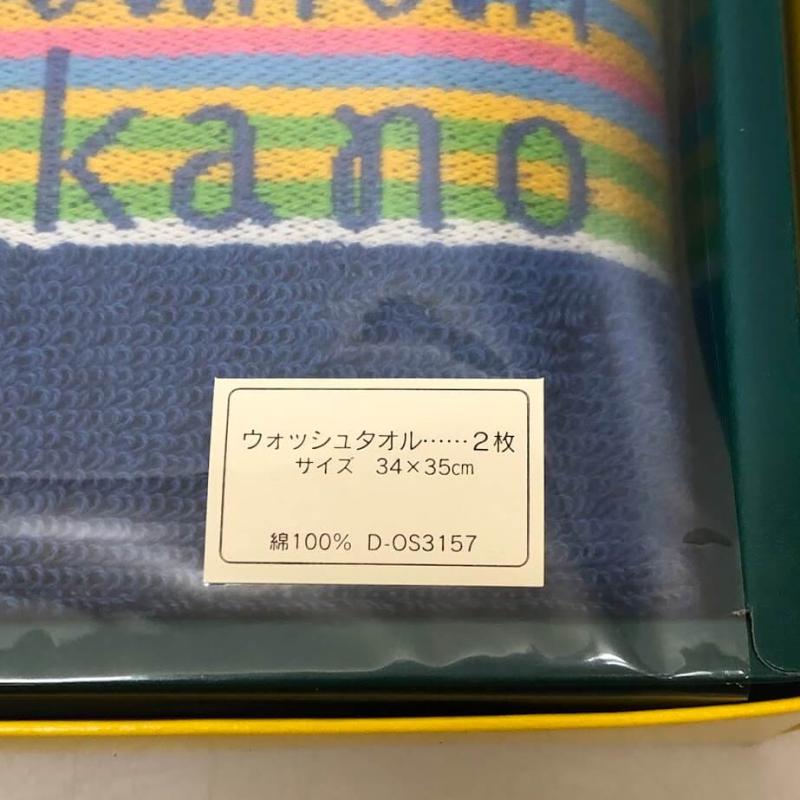 kano
ウォッシュタオル……2枚
サイズ 34×35cm
綿100% D-OS3157